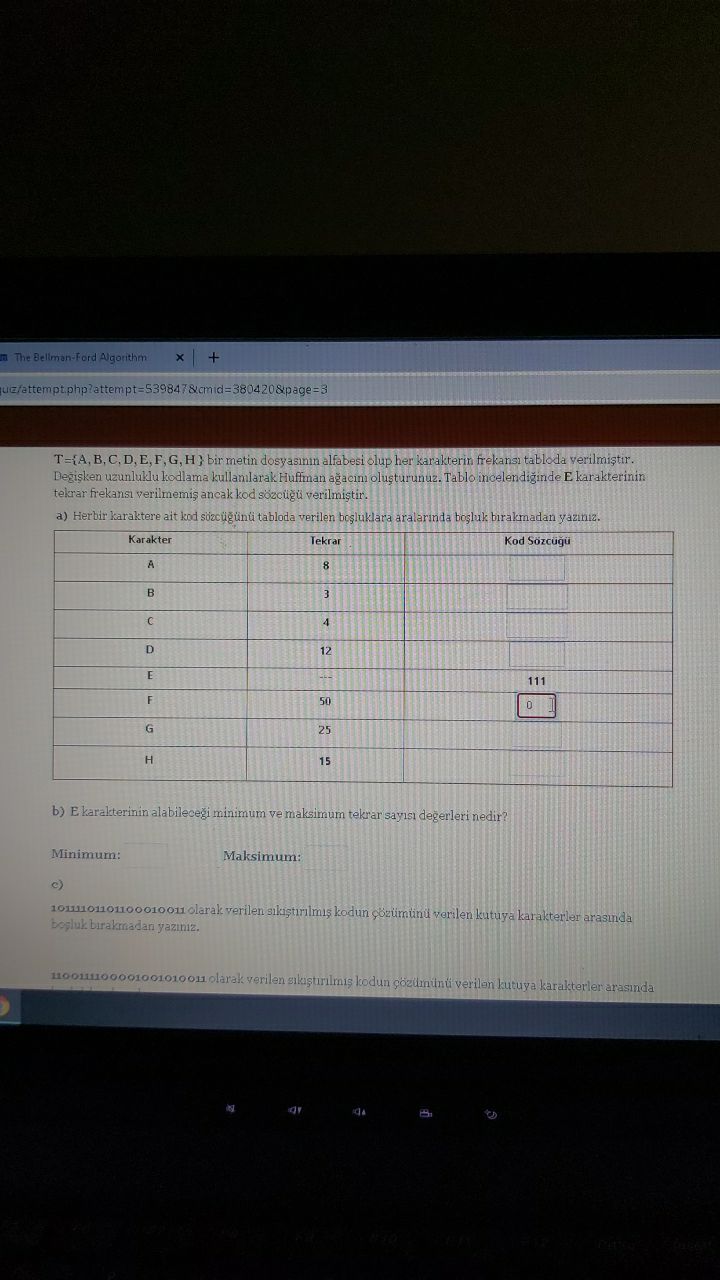 The Bellman-Ford Algorithm × +
quiz/attempt.php?attempt=539847&cmid=380420&page=3
T={A, B, C, D, E, F, G, H } bir metin dosyasının alfabesi olup her karakterin frekansı tabloda verilmiştir.
Değişken uzunluklu kodlama kullanılarak Huffman ağacını oluşturunuz. Tablo incelendiğinde E karakterinin
tekrar frekansı verilmemiş ancak kod sözcüğü verilmiştir.
a) Herbir karaktere ait kod sözcüğünü tabloda verilen boşluklara aralarında boşluk bırakmadan yazınız.
Karakter Tekrar Kod Sözcüğü
A 8
B 3
C 4
D 12
E --- 111
F 50 0
G 25
H 15
b) E karakterinin alabileceği minimum ve maksimum tekrar sayısı değerleri nedir?
Minimum: Maksimum:
c)
10111101101100010011 olarak verilen sıkıştırılmış kodun çözümünü verilen kutuya karakterler arasında
boşluk bırakmadan yazınız.
olarak verilen sıkıştırılmış kodun çözümünü verilen kutuya karakterler arasında